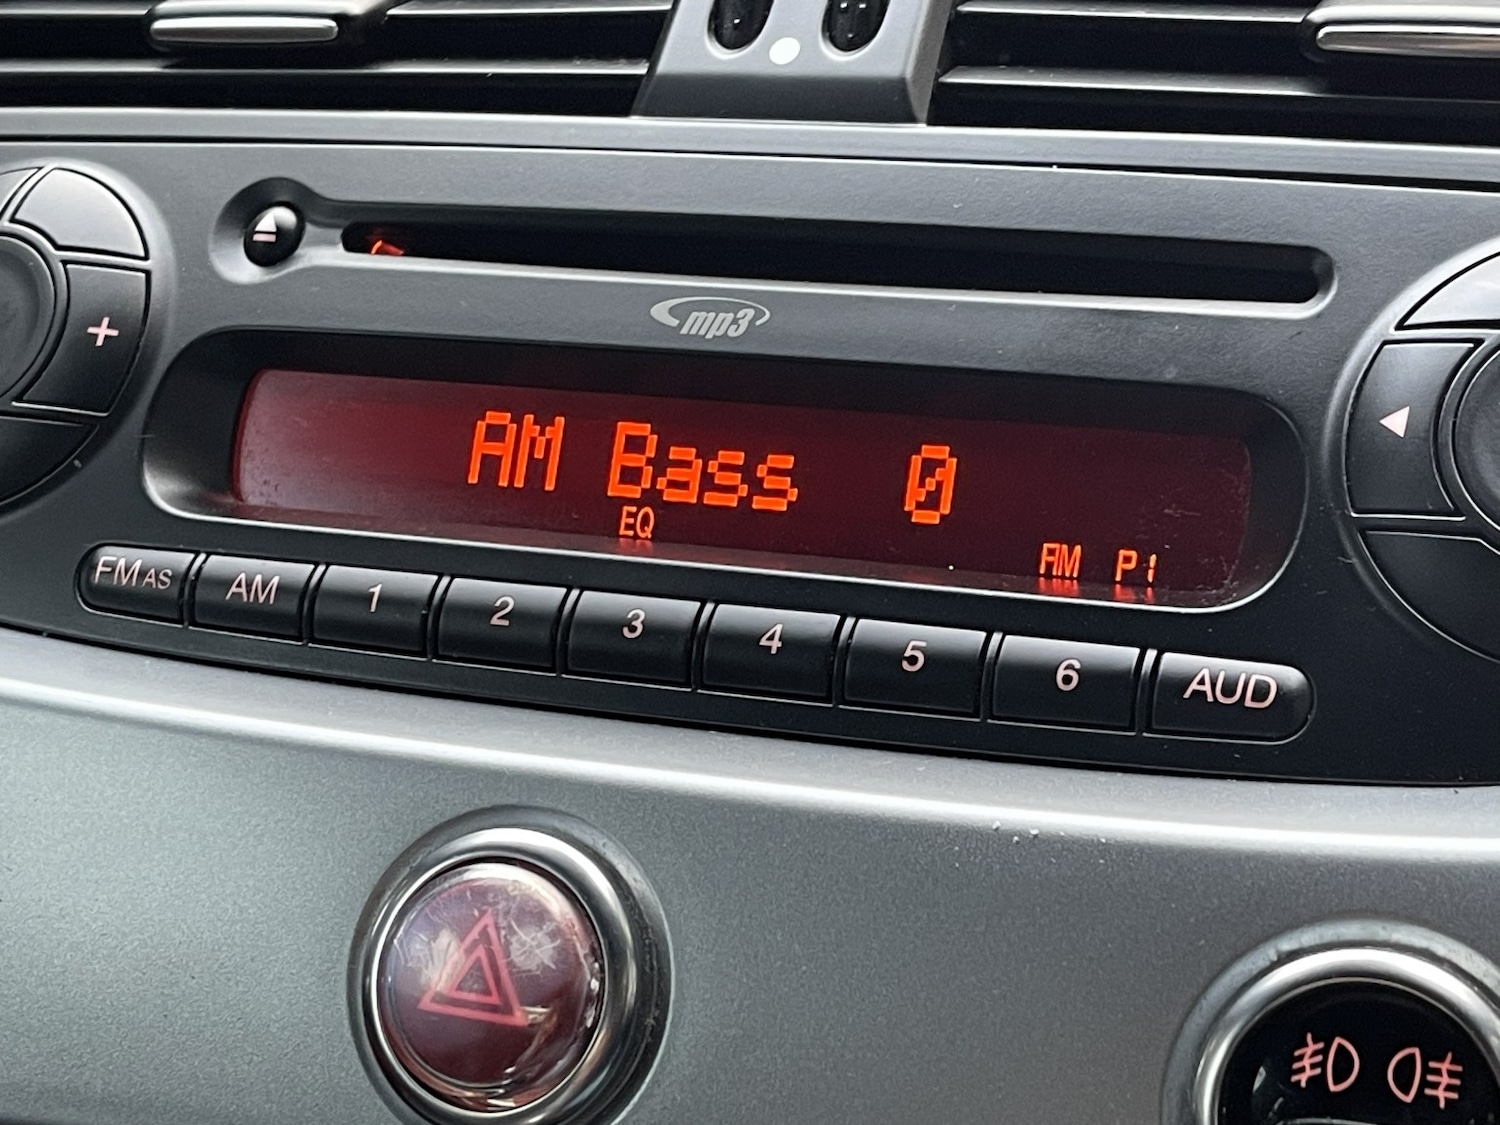 mp3
AM Bass 0
EQ
AM P1
FM AS AM 1 2 3 4 5 6 AUD